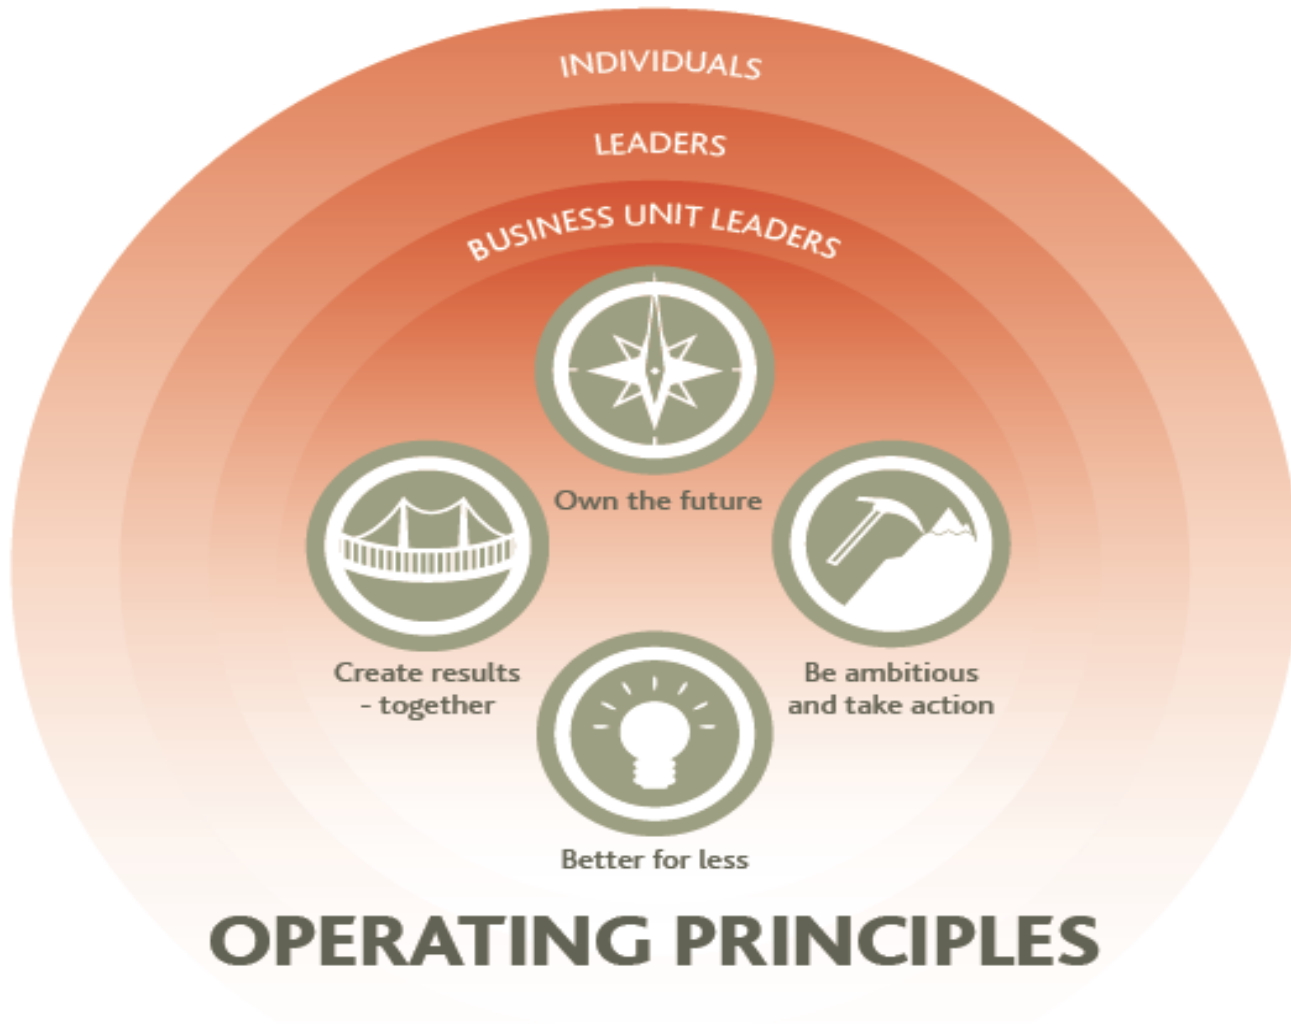 INDIVIDUALS
LEADERS
BUSINESS UNIT LEADERS
Own the future
Create results
- together
Be ambitious
and take action
Better for less
OPERATING PRINCIPLES